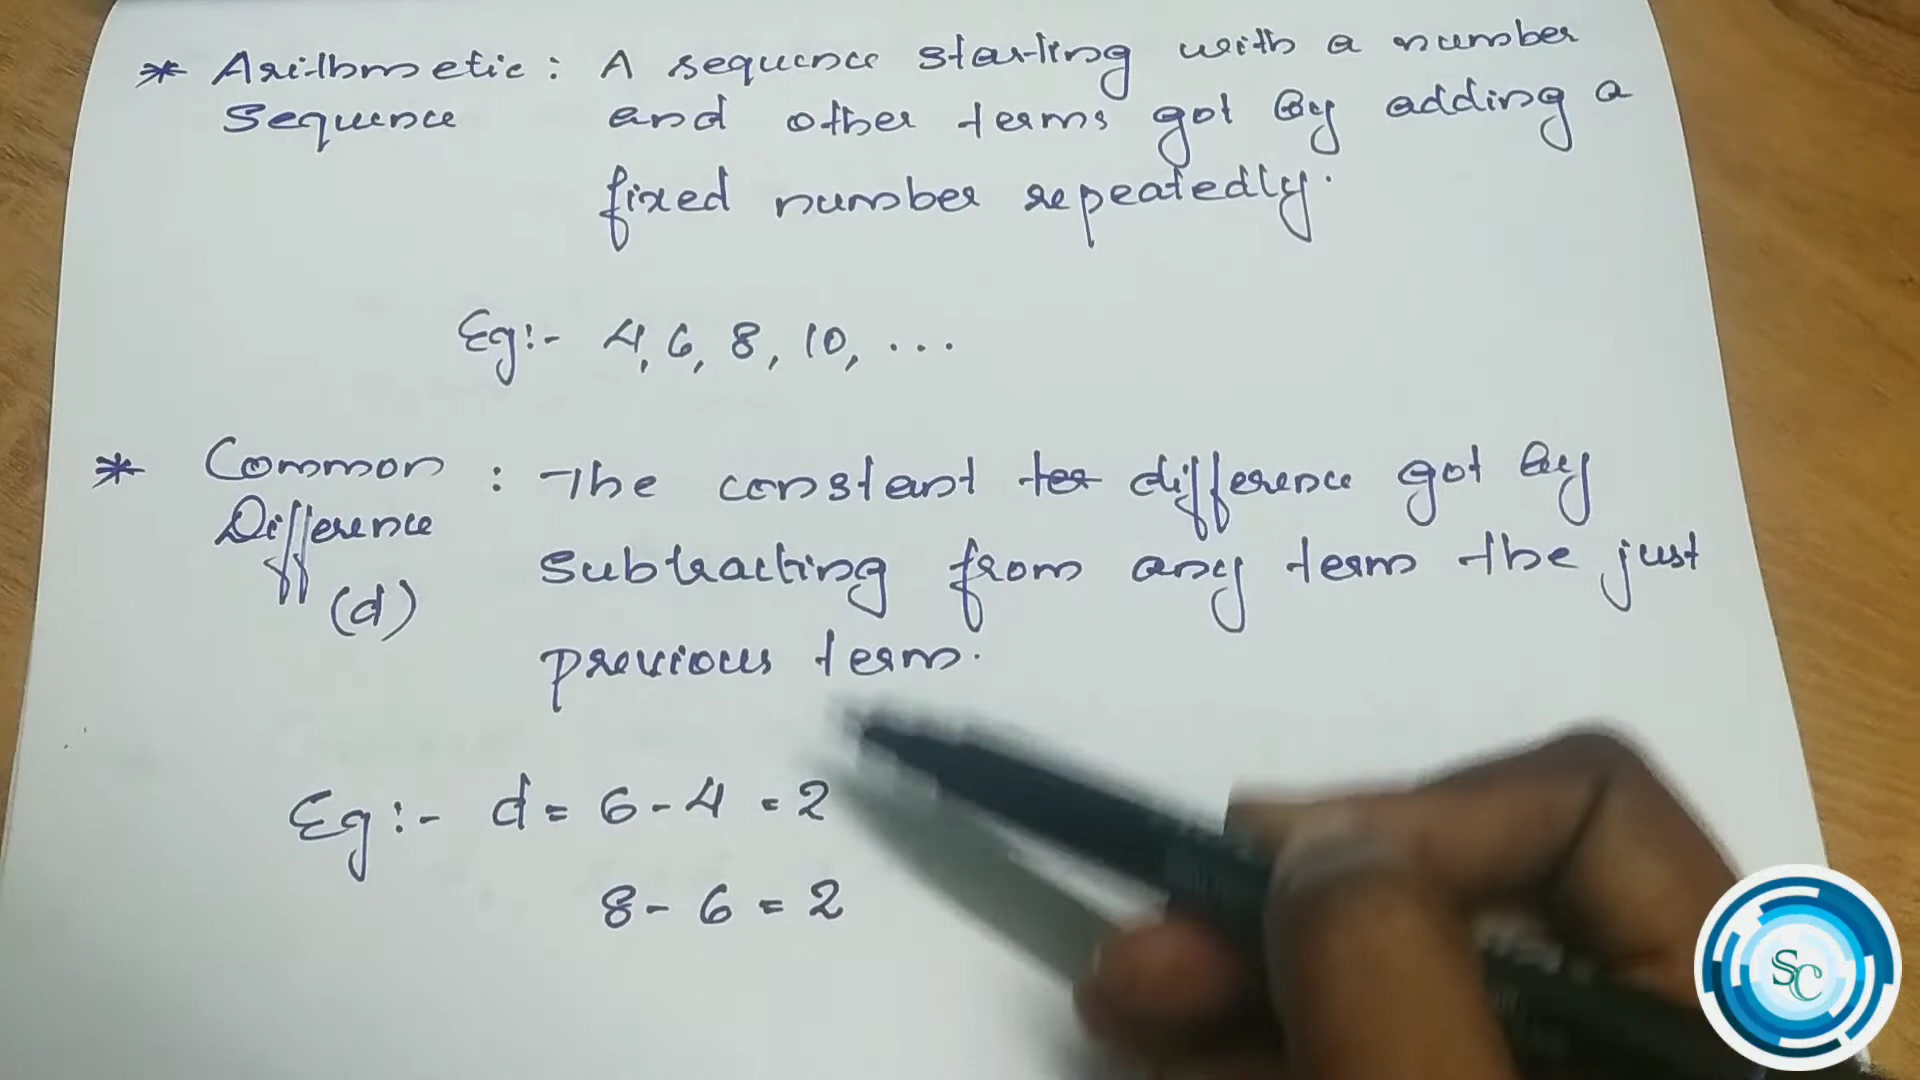 * Arithmetic : A sequence starting with a number
Sequence and other terms got by adding a
fixed number repeatedly.
Eg:- 4, 6, 8, 10, ...
* Common : The constant ter difference got by
Difference subtracting from any term the just
(d) previous term.
Eg:- d = 6 - 4 = 2
8 - 6 = 2
SC